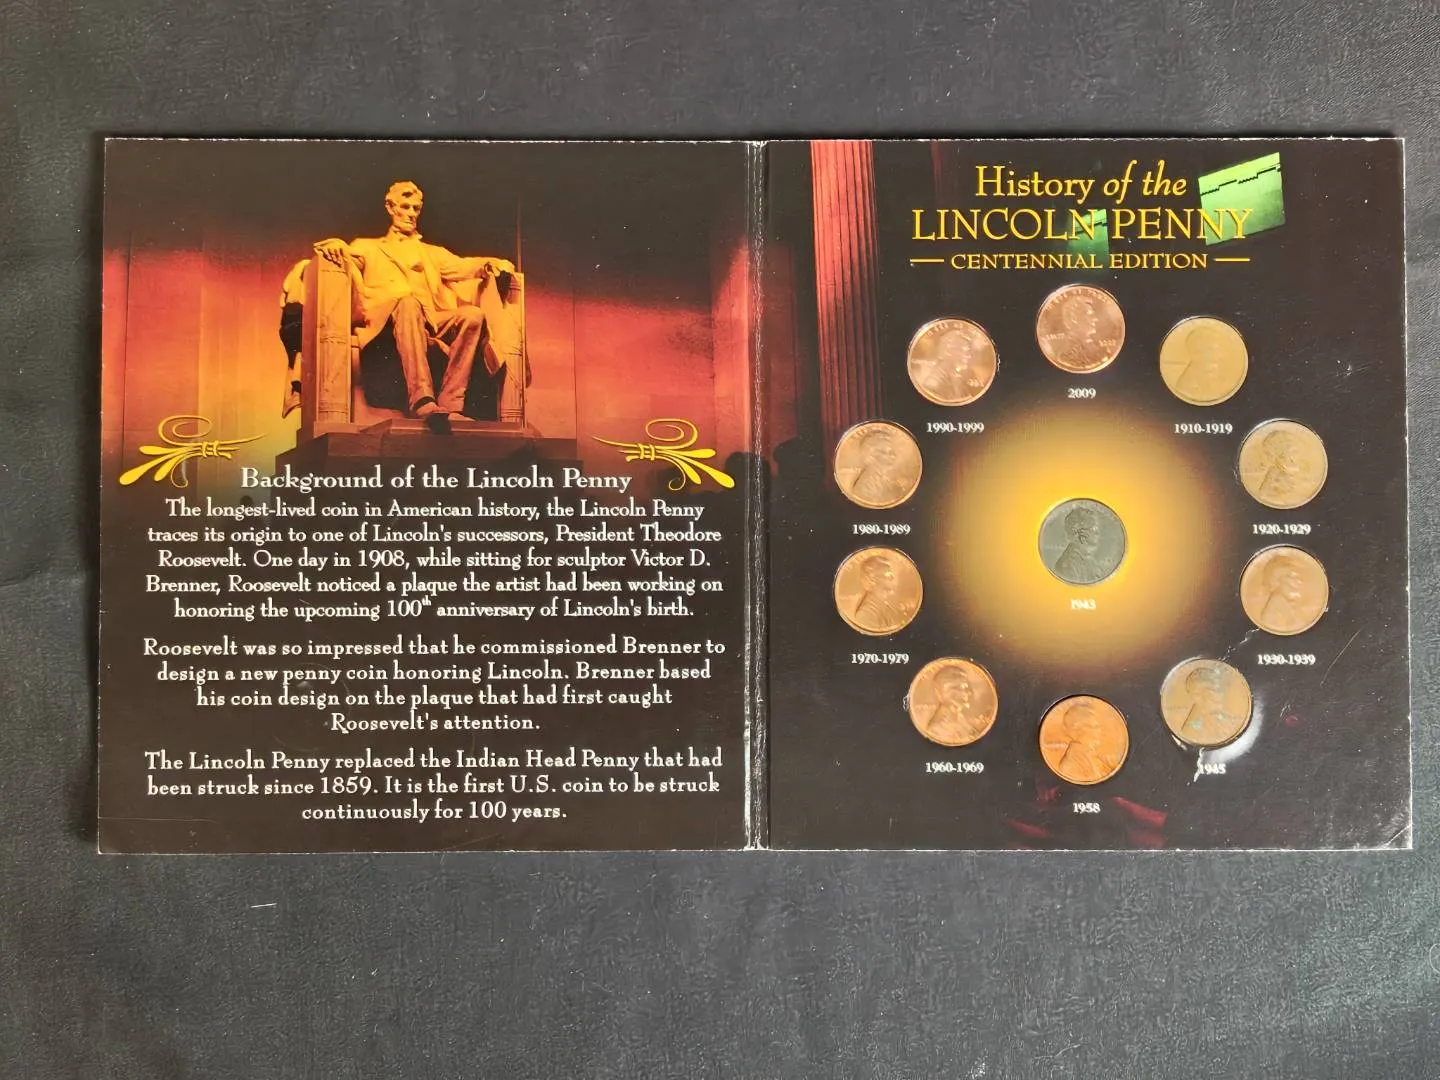 Background of the Lincoln Penny
The longest-lived coin in American history, the Lincoln Penny
traces its origin to one of Lincoln's successors, President Theodore
Roosevelt. One day in 1908, while sitting for sculptor Victor D.
Brenner, Roosevelt noticed a plaque the artist had been working on
honoring the upcoming 100th anniversary of Lincoln's birth.
Roosevelt was so impressed that he commissioned Brenner to
design a new penny coin honoring Lincoln. Brenner based
his coin design on the plaque that had first caught
Roosevelt's attention.
The Lincoln Penny replaced the Indian Head Penny that had
been struck since 1859. It is the first U.S. coin to be struck
continuously for 100 years.
History of the
LINCOLN PENNY
CENTENNIAL EDITION
2009
1990-1999
1910-1919
1980-1989
1920-1929
1943
1970-1979
1930-1939
1960-1969
1945
1958